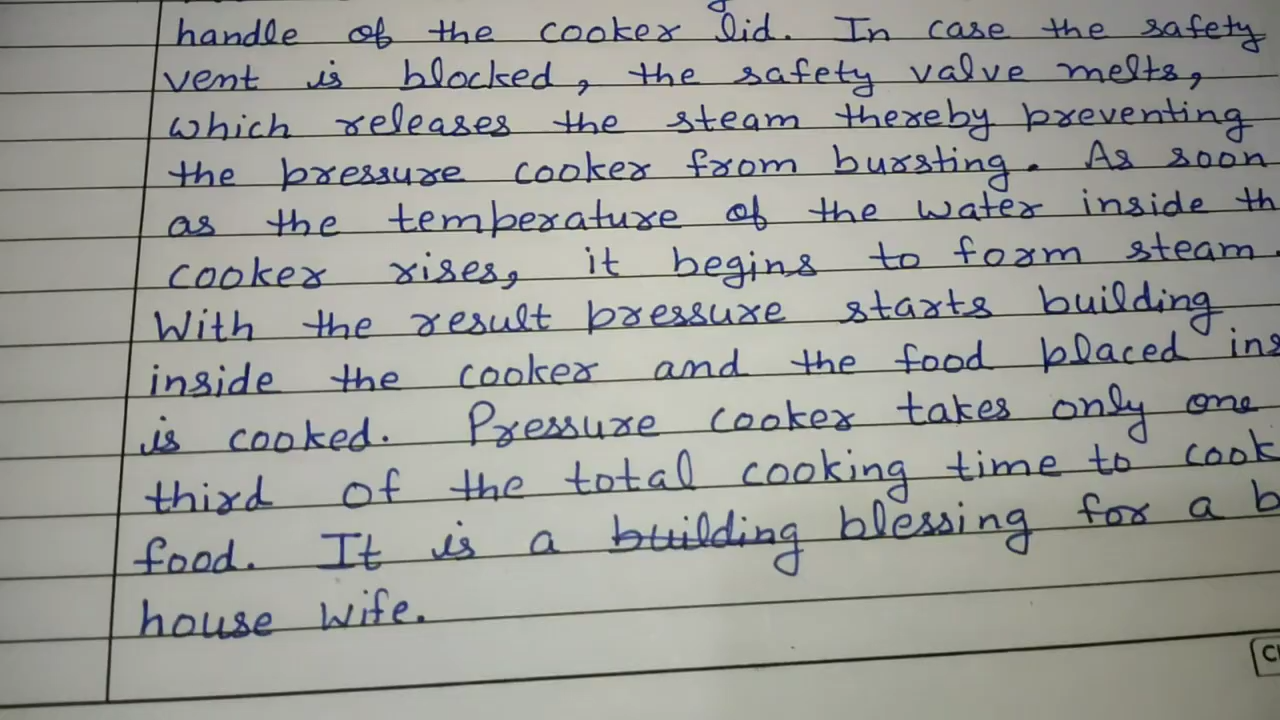 handle of the cooker lid. In case the safety
vent is blocked, the safety valve melts,
which releases the steam thereby preventing
the pressure cooker from bursting. As soon
as the temperature of the water inside th
cooker rises, it begins to form steam.
With the result pressure starts building
inside the cooker and the food placed ins
is cooked. Pressure cooker takes only one
third of the total cooking time to cook
food. It is a building blessing for a b
house wife.